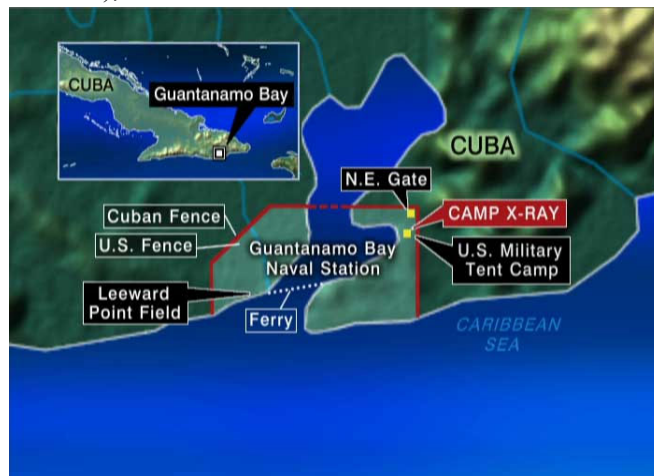 CUBA
Guantanamo Bay
CUBA
N.E. Gate
Cuban Fence
CAMP X-RAY
U.S. Fence
Guantanamo Bay
Naval Station
U.S. Military
Tent Camp
Leeward
Point Field
Ferry
CARIBBEAN
SEA